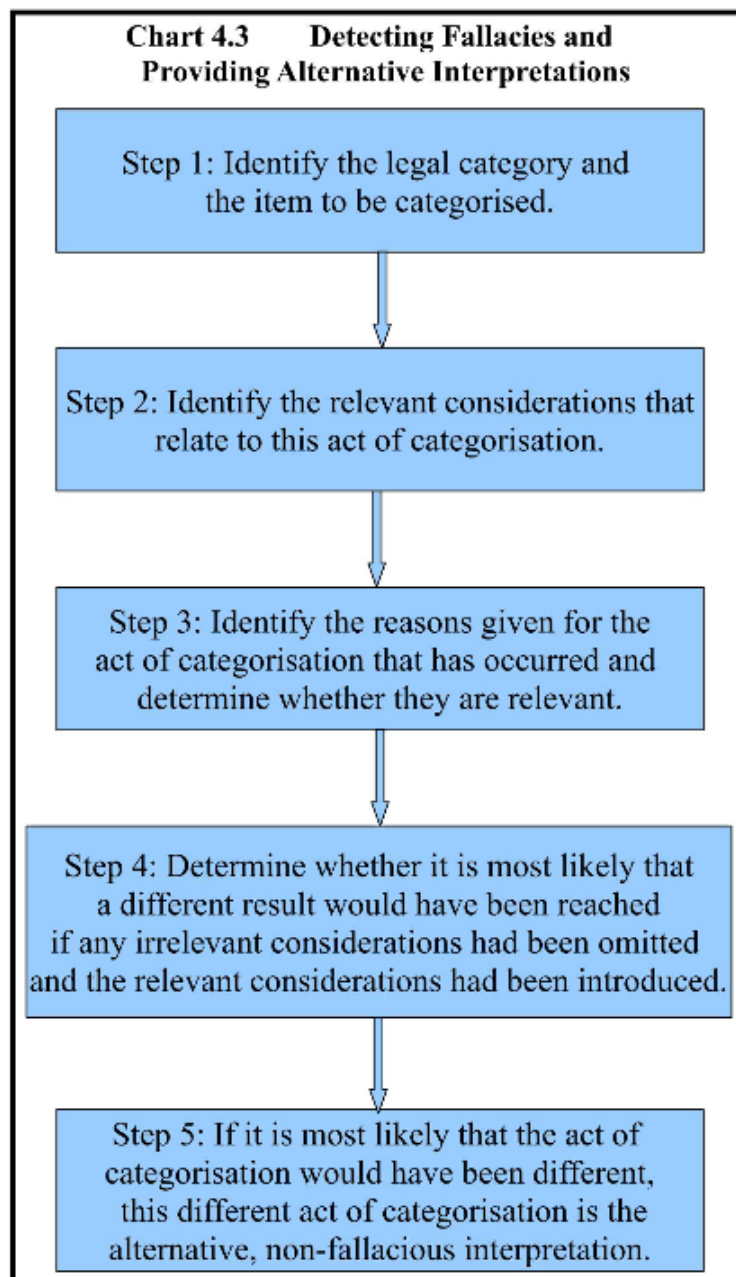 Chart 4.3 Detecting Fallacies and
Providing Alternative Interpretations
Step 1: Identify the legal category and
the item to be categorised.
Step 2: Identify the relevant considerations that
relate to this act of categorisation.
Step 3: Identify the reasons given for the
act of categorisation that has occurred and
determine whether they are relevant.
Step 4: Determine whether it is most likely that
a different result would have been reached
if any irrelevant considerations had been omitted
and the relevant considerations had been introduced.
Step 5: If it is most likely that the act of
categorisation would have been different,
this different act of categorisation is the
alternative, non-fallacious interpretation.